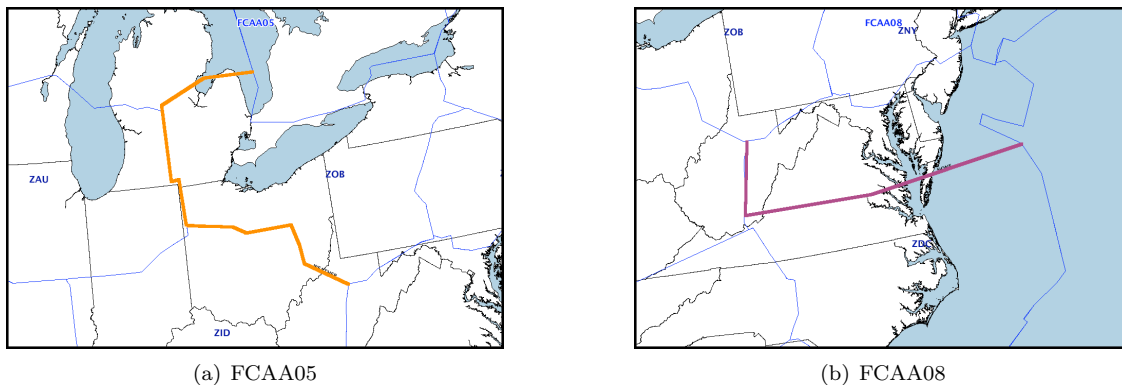 FCAA05
ZAU
ZOB
ZID
(a) FCAA05
FCAA08
ZOB
ZNY
ZDC
(b) FCAA08